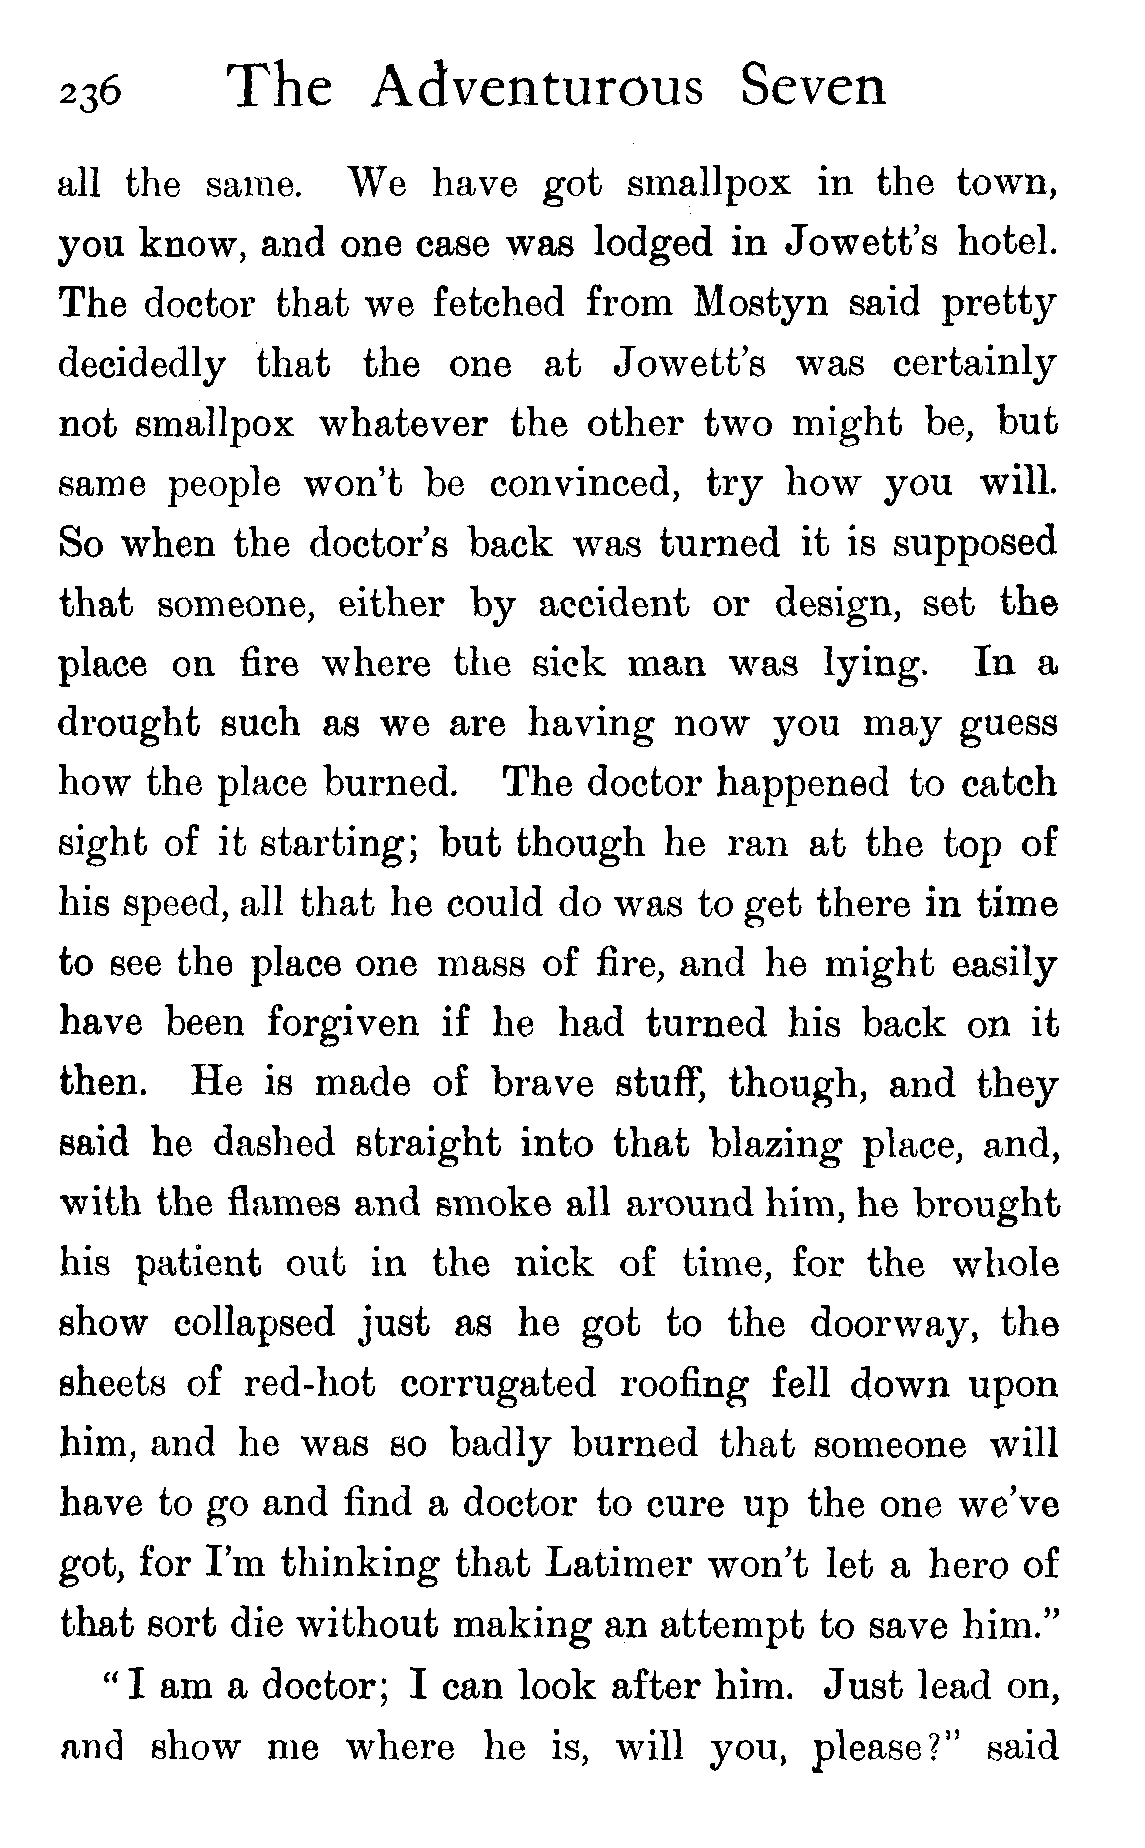 236 The Adventurous Seven
all the same. We have got smallpox in the town,
you know, and one case was lodged in Jowett's hotel.
The doctor that we fetched from Mostyn said pretty
decidedly that the one at Jowett's was certainly
not smallpox whatever the other two might be, but
same people won't be convinced, try how you will.
So when the doctor's back was turned it is supposed
that someone, either by accident or design, set the
place on fire where the sick man was lying. In a
drought such as we are having now you may guess
how the place burned. The doctor happened to catch
sight of it starting; but though he ran at the top of
his speed, all that he could do was to get there in time
to see the place one mass of fire, and he might easily
have been forgiven if he had turned his back on it
then. He is made of brave stuff, though, and they
said he dashed straight into that blazing place, and,
with the flames and smoke all around him, he brought
his patient out in the nick of time, for the whole
show collapsed just as he got to the doorway, the
sheets of red-hot corrugated roofing fell down upon
him, and he was so badly burned that someone will
have to go and find a doctor to cure up the one we've
got, for I'm thinking that Latimer won't let a hero of
that sort die without making an attempt to save him."
"I am a doctor; I can look after him. Just lead on,
and show me where he is, will you, please?" said